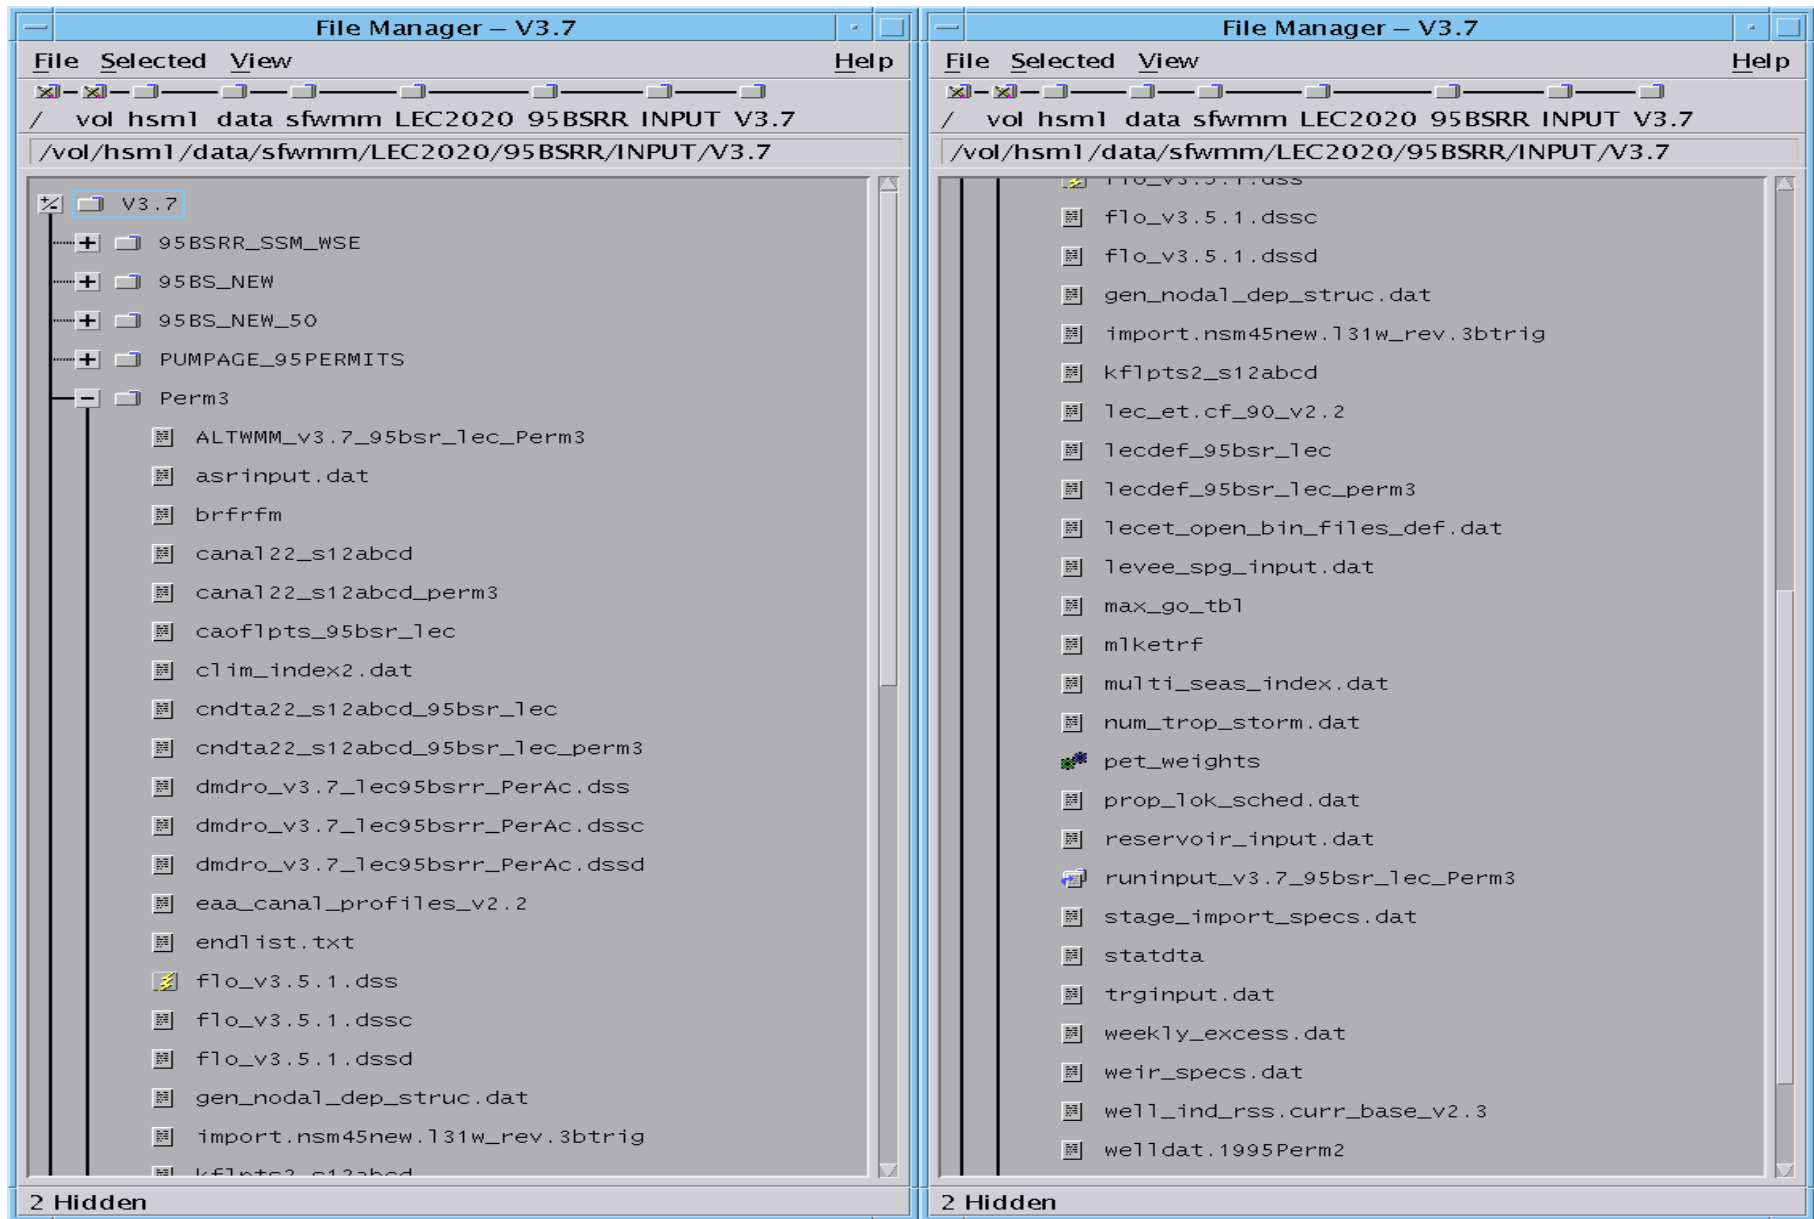 File Manager – V3.7
File Selected View Help
/ vol hsm1 data sfwmm LEC2020 95BSRR INPUT V3.7
/vol/hsm1/data/sfwmm/LEC2020/95BSRR/INPUT/V3.7
V3.7
95BSRR_SSM_WSE
95BS_NEW
95BS_NEW_50
PUMPAGE_95PERMITS
Perm3
ALTWMM_v3.7_95bsr_lec_Perm3
asrinput.dat
brfrfm
canal22_s12abcd
canal22_s12abcd_perm3
caoflpts_95bsr_lec
clim_index2.dat
cndta22_s12abcd_95bsr_lec
cndta22_s12abcd_95bsr_lec_perm3
dmdro_v3.7_lec95bsrr_PerAc.dss
dmdro_v3.7_lec95bsrr_PerAc.dssc
dmdro_v3.7_lec95bsrr_PerAc.dssd
eaa_canal_profiles_v2.2
endlist.txt
flo_v3.5.1.dss
flo_v3.5.1.dssc
flo_v3.5.1.dssd
gen_nodal_dep_struc.dat
import.nsm45new.l31w_rev.3btrig
kflpts2_s12abcd
2 Hidden
File Manager – V3.7
File Selected View Help
/ vol hsm1 data sfwmm LEC2020 95BSRR INPUT V3.7
/vol/hsm1/data/sfwmm/LEC2020/95BSRR/INPUT/V3.7
flo_v3.5.1.dss
flo_v3.5.1.dssc
flo_v3.5.1.dssd
gen_nodal_dep_struc.dat
import.nsm45new.l31w_rev.3btrig
kflpts2_s12abcd
lec_et.cf_90_v2.2
lecdef_95bsr_lec
lecdef_95bsr_lec_perm3
lecet_open_bin_files_def.dat
levee_spg_input.dat
max_go_tbl
mlketrf
multi_seas_index.dat
num_trop_storm.dat
pet_weights
prop_lok_sched.dat
reservoir_input.dat
runinput_v3.7_95bsr_lec_Perm3
stage_import_specs.dat
statdta
trginput.dat
weekly_excess.dat
weir_specs.dat
well_ind_rss.curr_base_v2.3
welldat.1995Perm2
2 Hidden